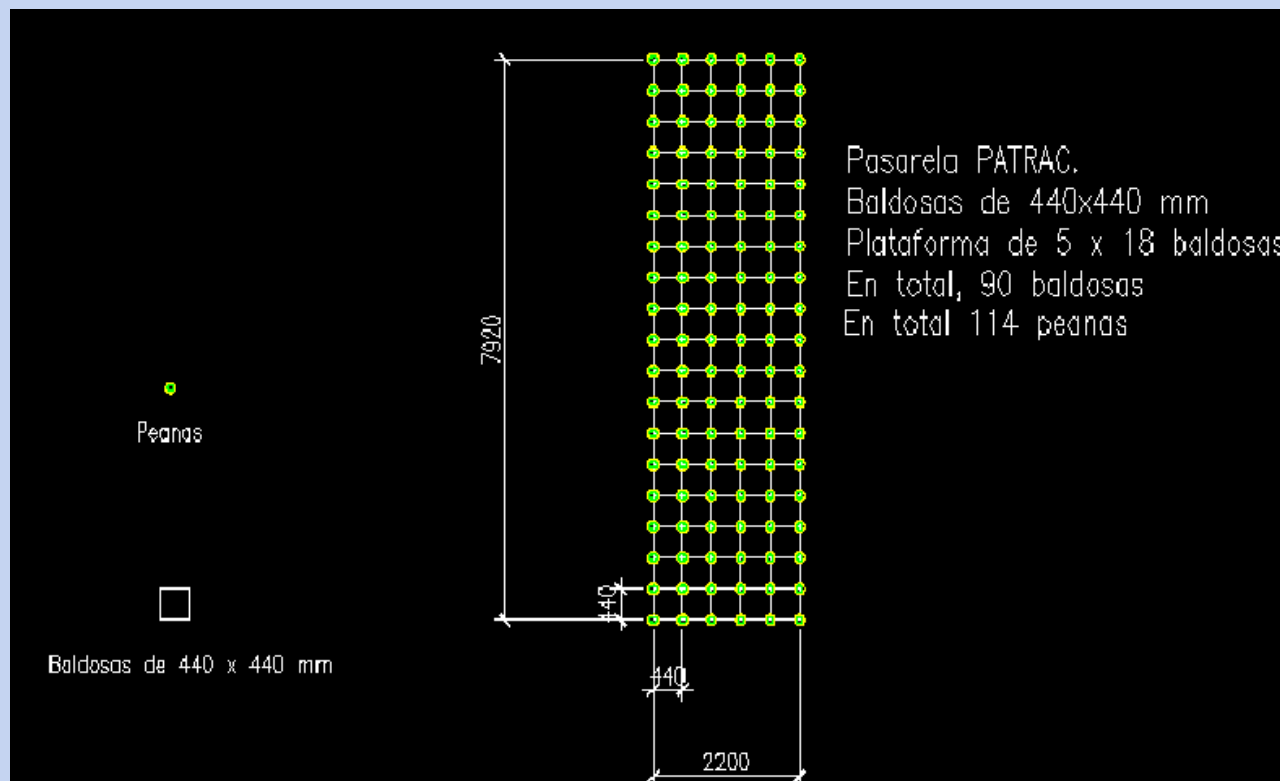 Pasarela PATRAC.
Baldosas de 440x440 mm
Plataforma de 5 x 18 baldosas
En total, 90 baldosas
En total 114 peanas
7920
Peanas
440
Baldosas de 440 x 440 mm
440
2200